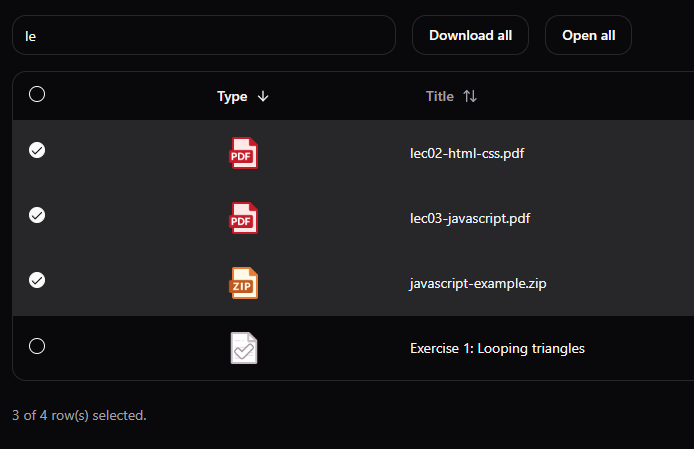 le Download all Open all
Type Title
PDF lec02-html-css.pdf
PDF lec03-javascript.pdf
ZIP javascript-example.zip
Exercise 1: Looping triangles
3 of 4 row(s) selected.